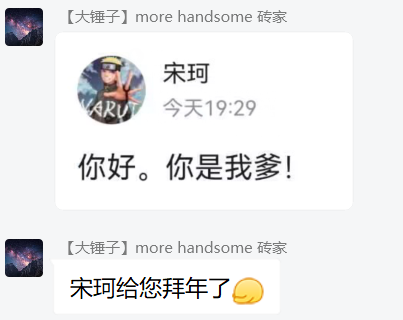 【大锤子】more handsome 砖家
宋珂
今天19:29
NARUT
你好。你是我爹！
【大锤子】more handsome 砖家
宋珂给您拜年了